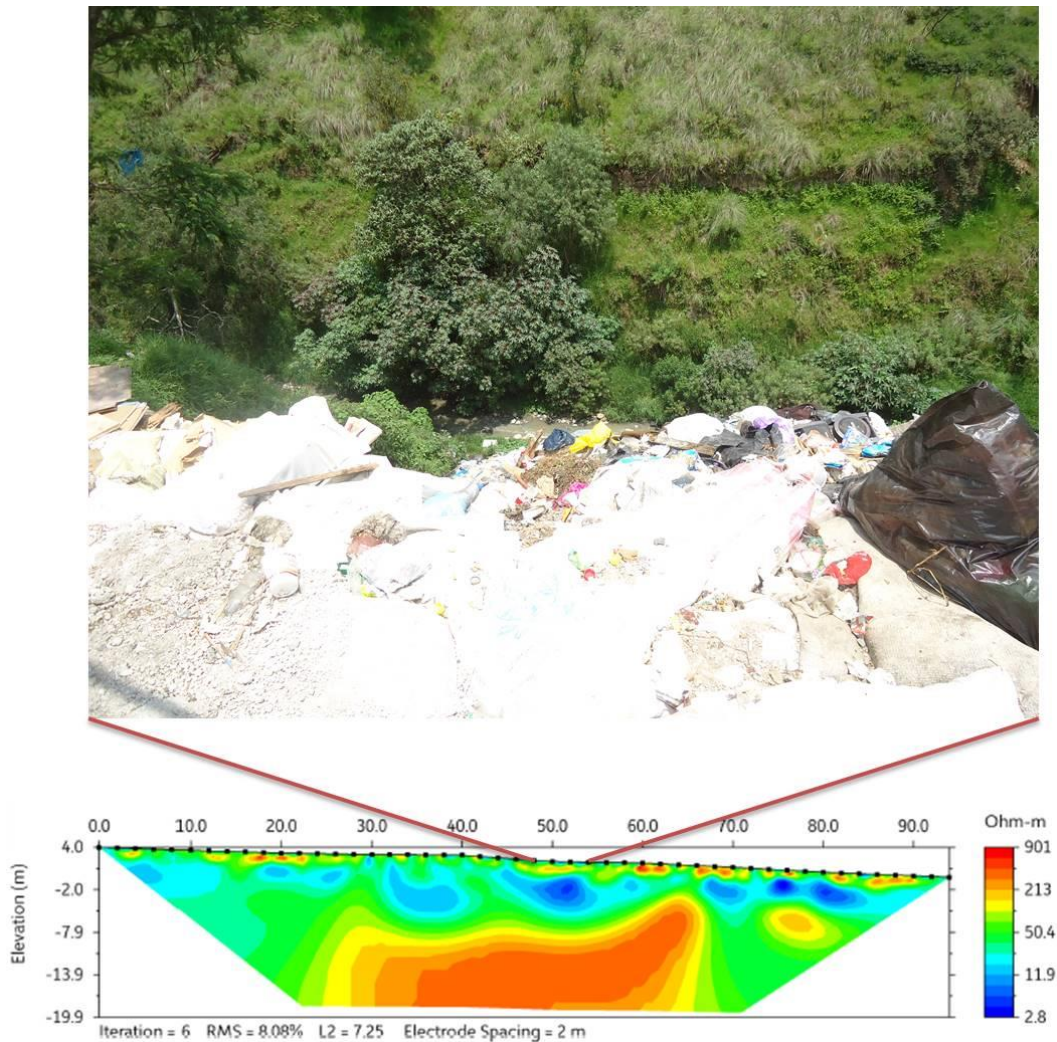 0.0 10.0 20.0 30.0 40.0 50.0 60.0 70.0 80.0 90.0
Ohm-m
4.0
-2.0
-7.9
-13.9
-19.9
Elevation (m)
901
213
50.4
11.9
2.8
Iteration = 6 RMS = 8.08% L2 = 7.25 Electrode Spacing = 2 m